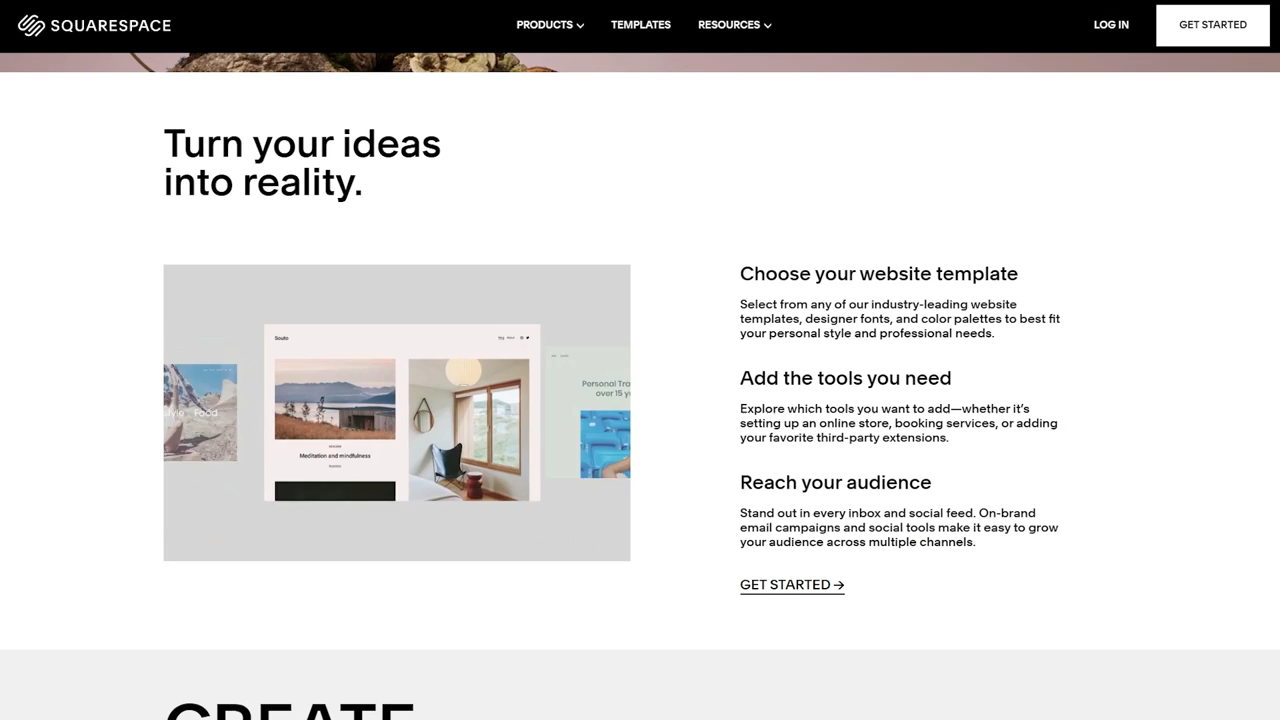 SQUARESPACE
PRODUCTS
TEMPLATES
RESOURCES
LOG IN
GET STARTED
Turn your ideas
into reality.
Souto
Food
Meditation and mindfulness
Personal Tra
over 15 y
Choose your website template
Select from any of our industry-leading website
templates, designer fonts, and color palettes to best fit
your personal style and professional needs.
Add the tools you need
Explore which tools you want to add—whether it's
setting up an online store, booking services, or adding
your favorite third-party extensions.
Reach your audience
Stand out in every inbox and social feed. On-brand
email campaigns and social tools make it easy to grow
your audience across multiple channels.
GET STARTED →
CREATE